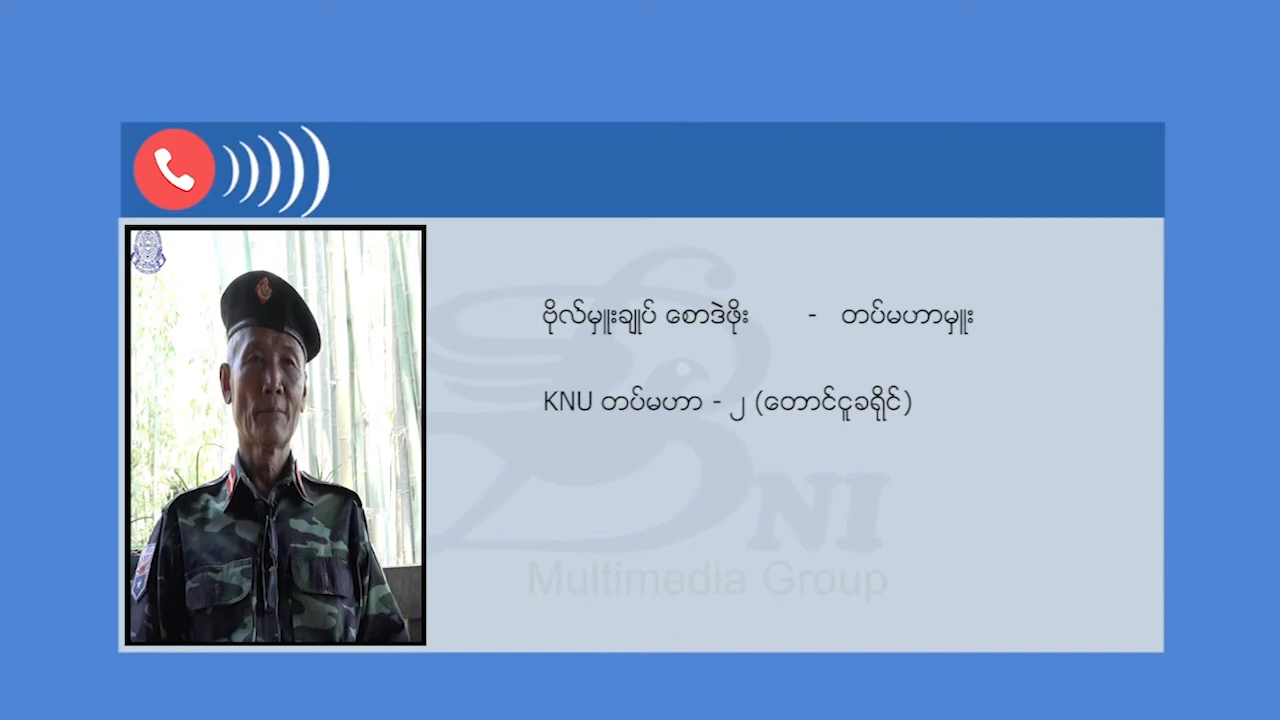 ဗိုလ်မှူးချုပ် စောဒဲဖိုး - တပ်မဟာမှူး
KNU တပ်မဟာ - ၂ (တောင်ငူခရိုင်)
BNI
Multimedia Group